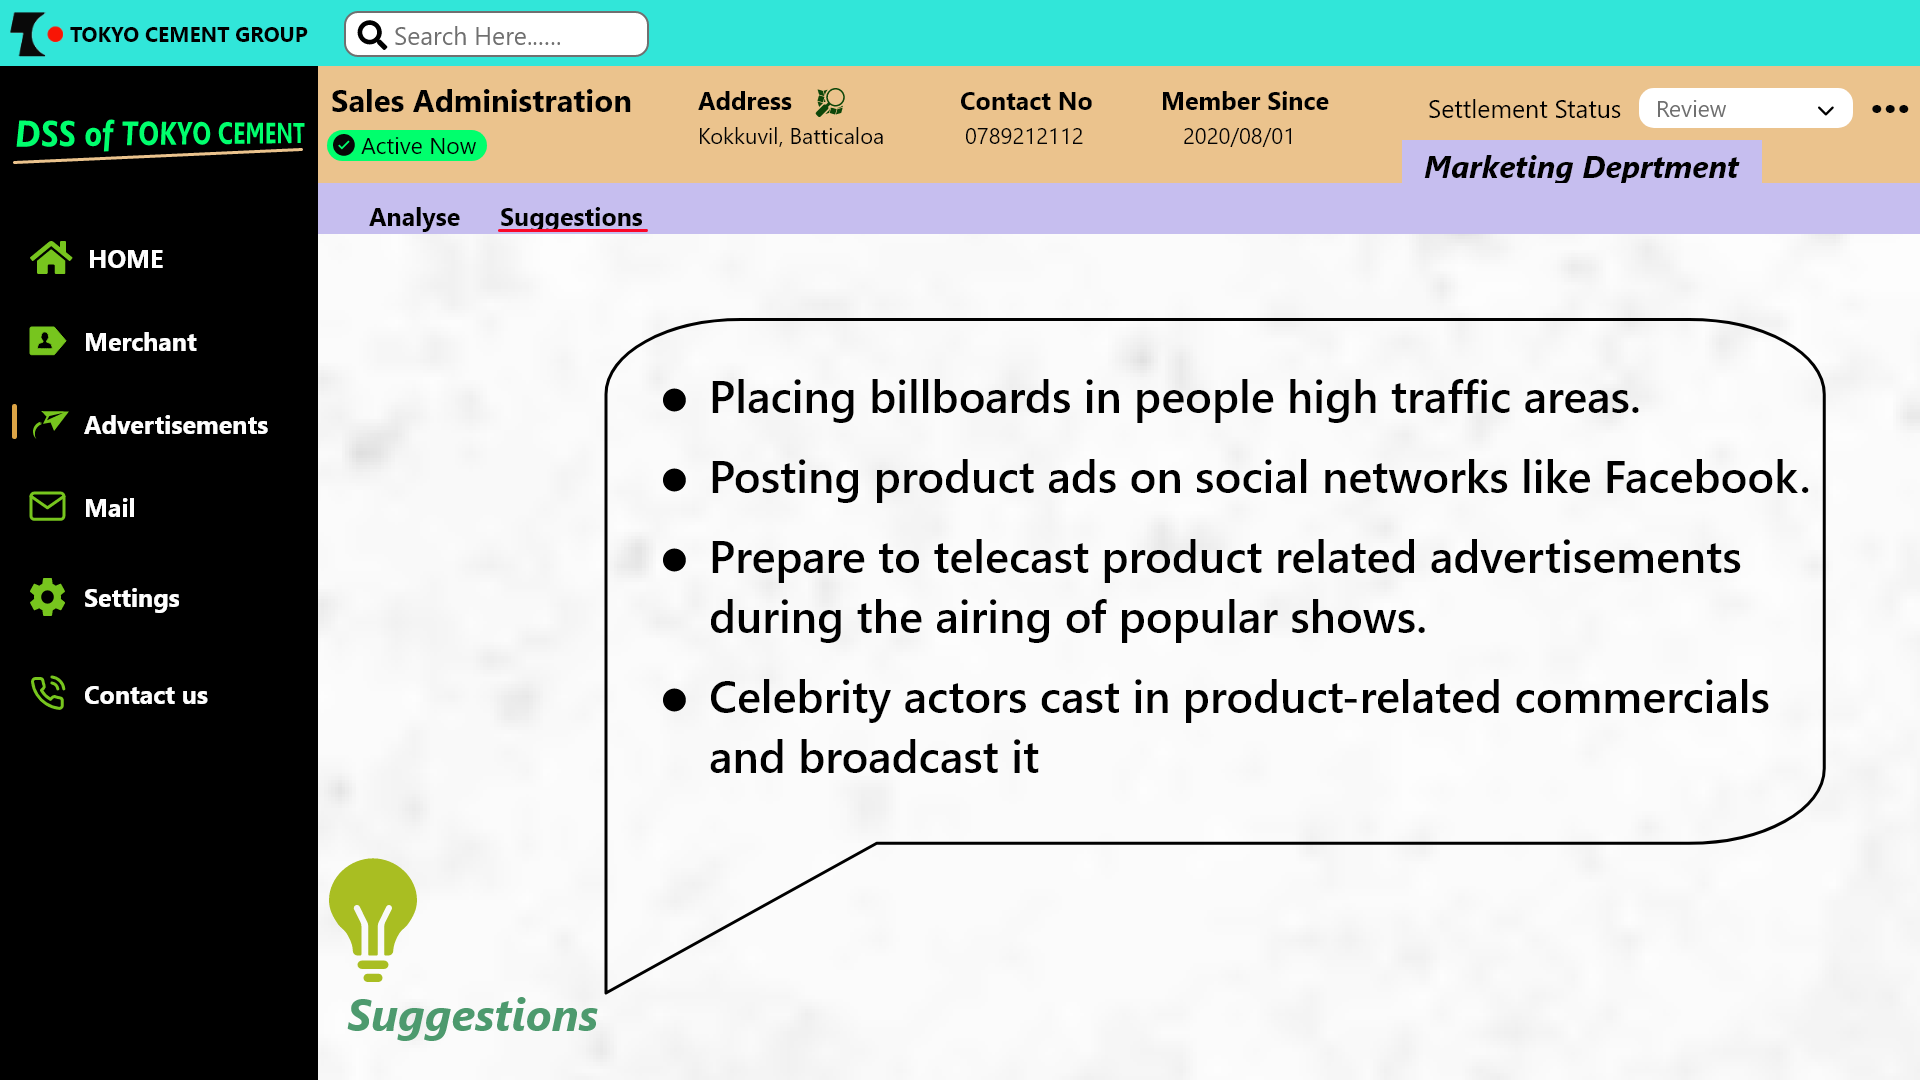 TOKYO CEMENT GROUP
Search Here......
DSS of TOKYO CEMENT
HOME
Merchant
Advertisements
Mail
Settings
Contact us
Sales Administration
Active Now
Address
Kokkuvil, Batticaloa
Contact No
0789212112
Member Since
2020/08/01
Settlement Status
Review
Marketing Deprtment
Analyse
Suggestions
● Placing billboards in people high traffic areas.
● Posting product ads on social networks like Facebook.
● Prepare to telecast product related advertisements
during the airing of popular shows.
● Celebrity actors cast in product-related commercials
and broadcast it
Suggestions